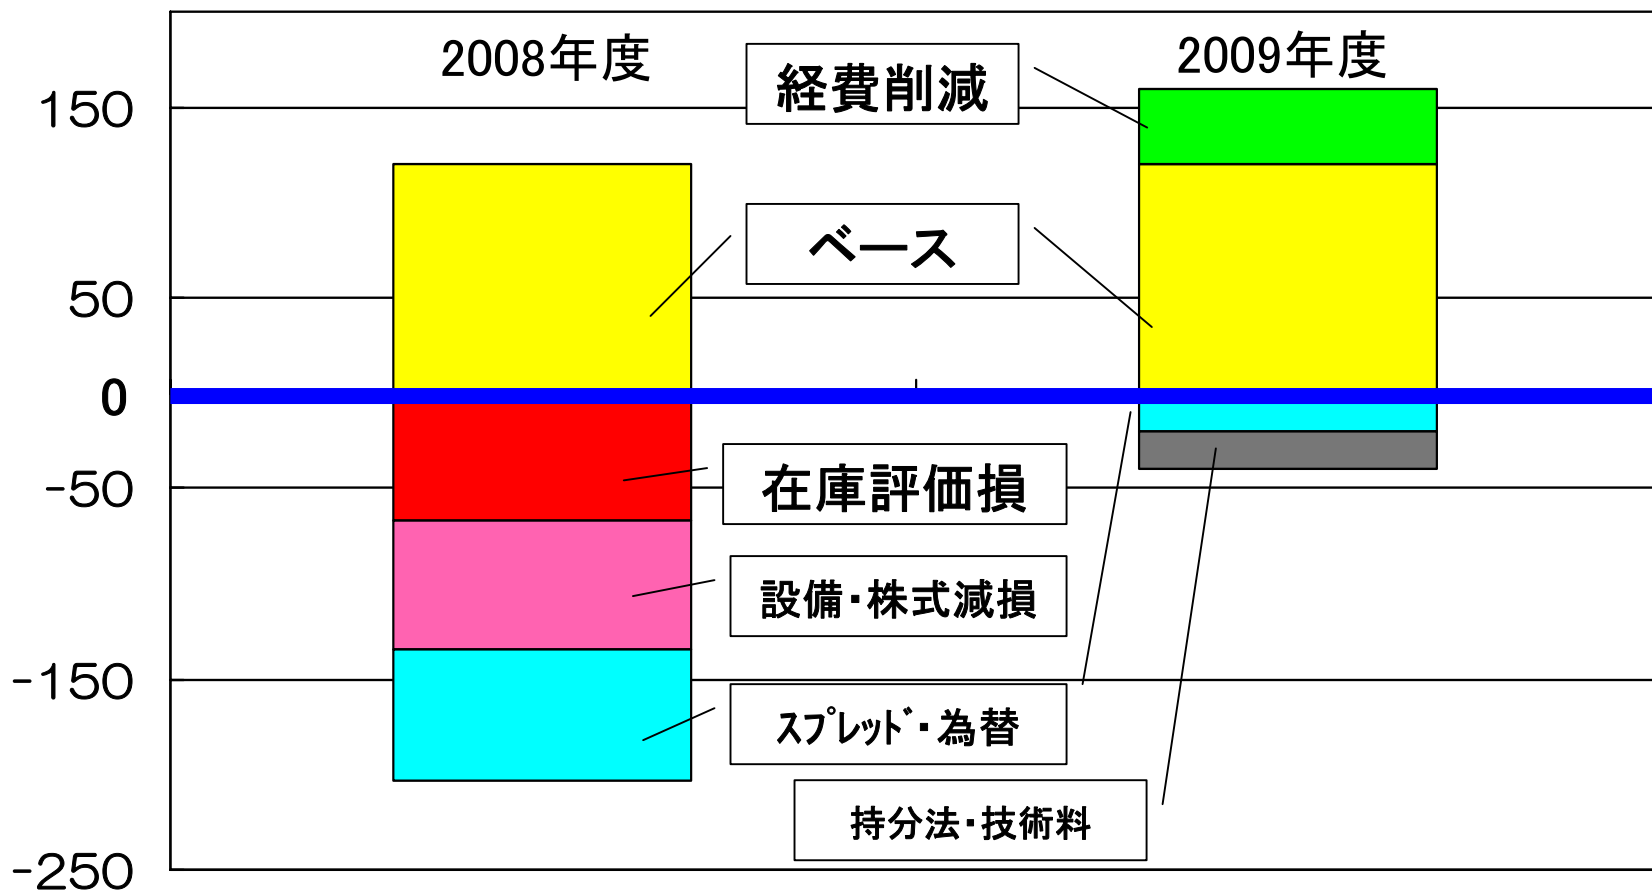 2008年度
2009年度
経費削減
150
ベース
50
0
-50
在庫評価損
設備・株式減損
-150
ｽﾌﾟﾚｯﾄﾞ・為替
持分法・技術料
-250